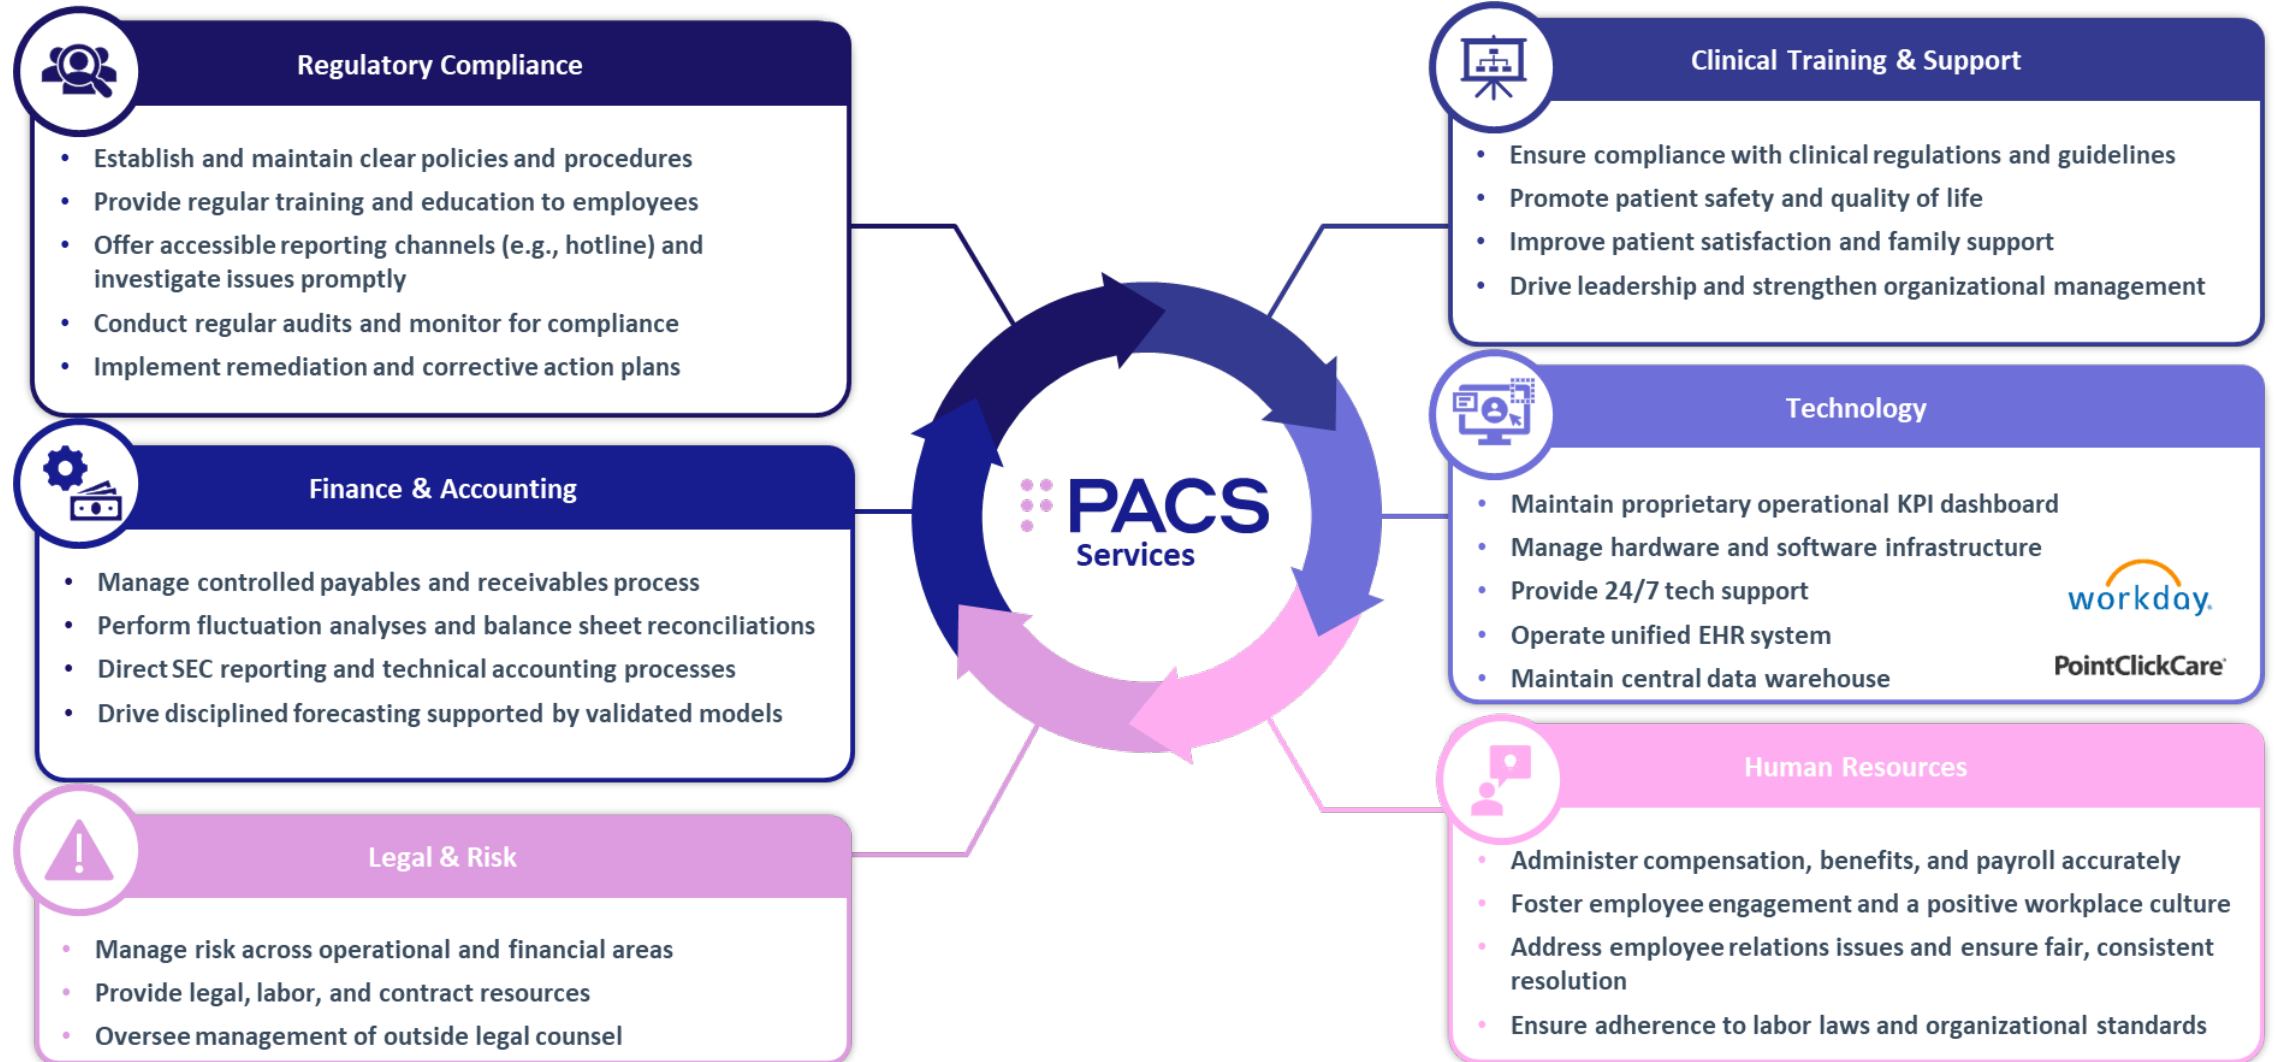 Regulatory Compliance
• Establish and maintain clear policies and procedures
• Provide regular training and education to employees
• Offer accessible reporting channels (e.g., hotline) and
investigate issues promptly
• Conduct regular audits and monitor for compliance
• Implement remediation and corrective action plans
Finance & Accounting
• Manage controlled payables and receivables process
• Perform fluctuation analyses and balance sheet reconciliations
• Direct SEC reporting and technical accounting processes
• Drive disciplined forecasting supported by validated models
Legal & Risk
• Manage risk across operational and financial areas
• Provide legal, labor, and contract resources
• Oversee management of outside legal counsel
PACS
Services
Clinical Training & Support
• Ensure compliance with clinical regulations and guidelines
• Promote patient safety and quality of life
• Improve patient satisfaction and family support
• Drive leadership and strengthen organizational management
Technology
• Maintain proprietary operational KPI dashboard
• Manage hardware and software infrastructure
• Provide 24/7 tech support
• Operate unified EHR system
• Maintain central data warehouse
workday.
PointClickCare
Human Resources
• Administer compensation, benefits, and payroll accurately
• Foster employee engagement and a positive workplace culture
• Address employee relations issues and ensure fair, consistent
resolution
• Ensure adherence to labor laws and organizational standards